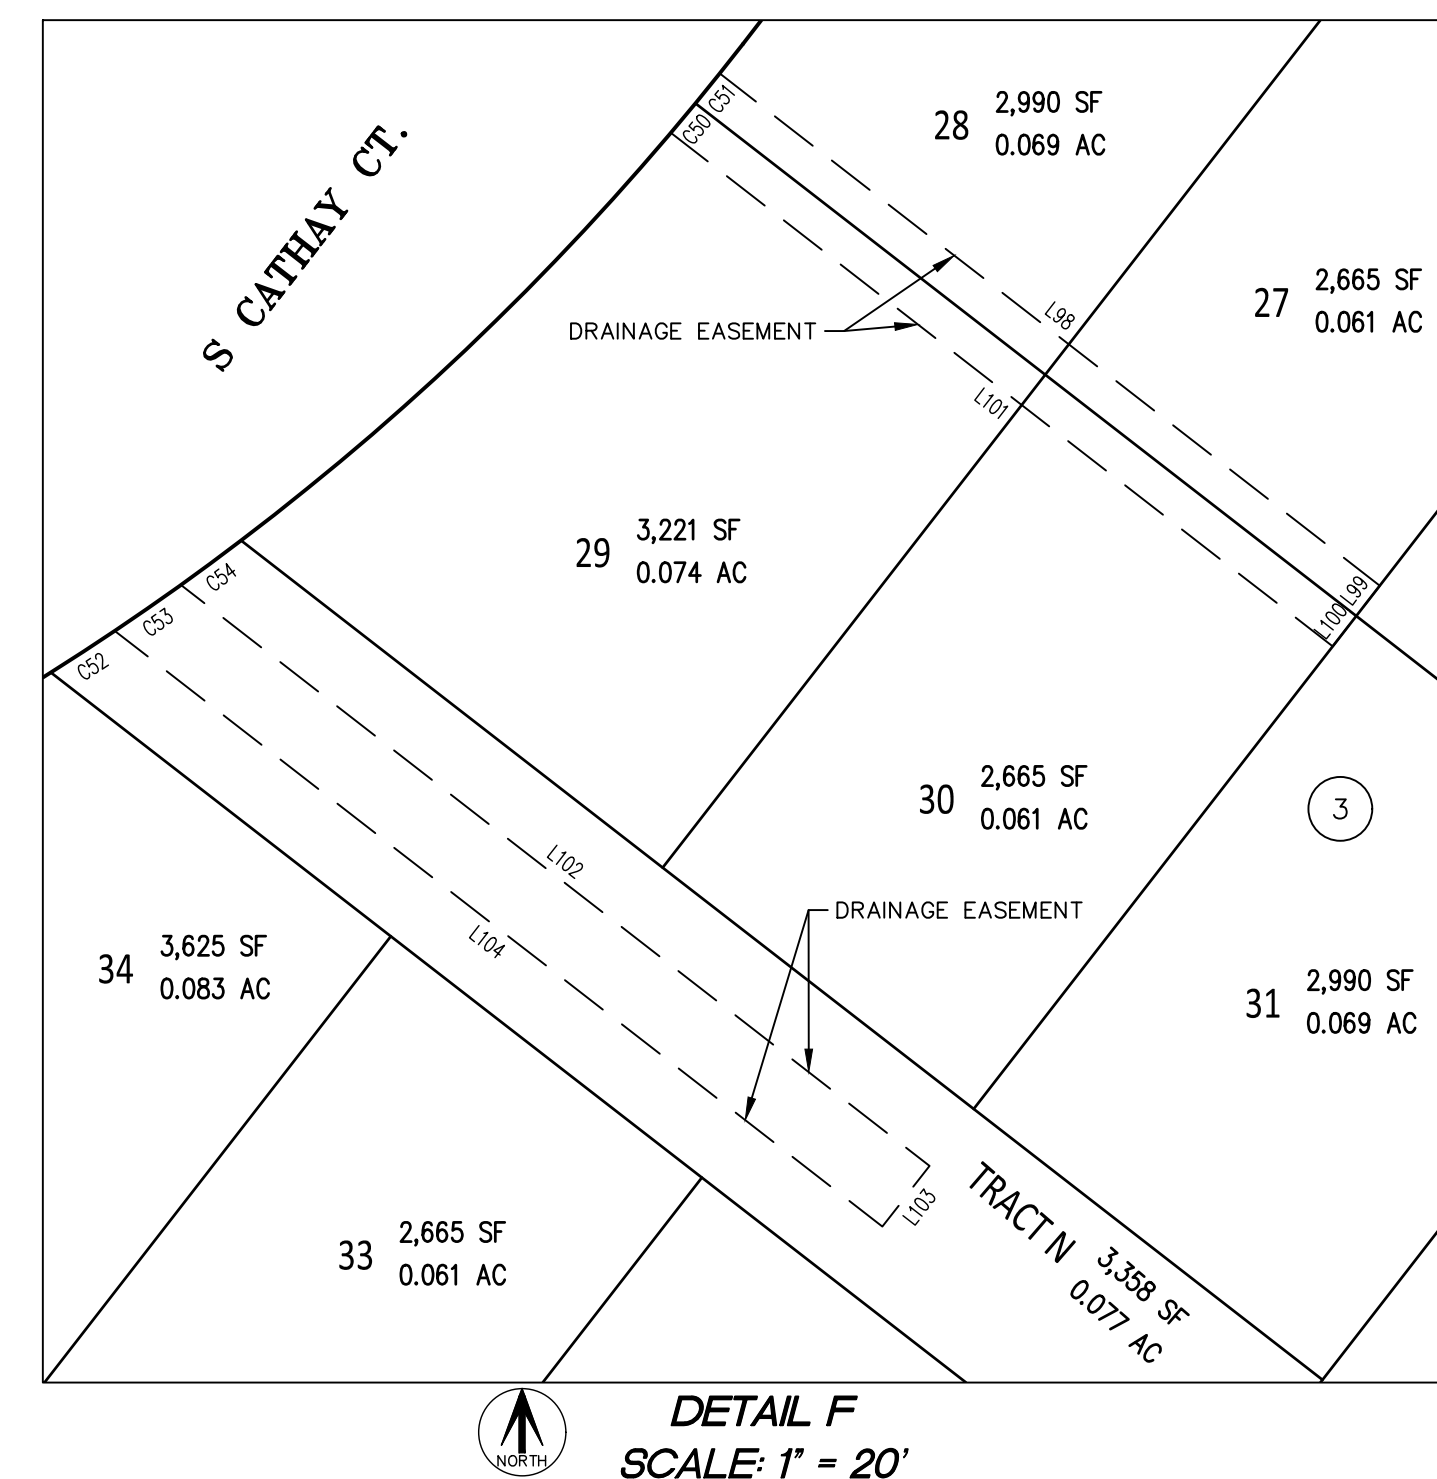 C51
C50
28
2,990 SF
0.069 AC
S CATHAY CT.
27
2,665 SF
0.061 AC
L98
DRAINAGE EASEMENT
L101
29
3,221 SF
0.074 AC
L99
L100
C54
C53
C52
30
2,665 SF
0.061 AC
3
L102
DRAINAGE EASEMENT
L104
34
3,625 SF
0.083 AC
31
2,990 SF
0.069 AC
L103
TRACT N
3,358 SF
0.077 AC
33
2,665 SF
0.061 AC
NORTH
DETAIL F
SCALE: 1" = 20'